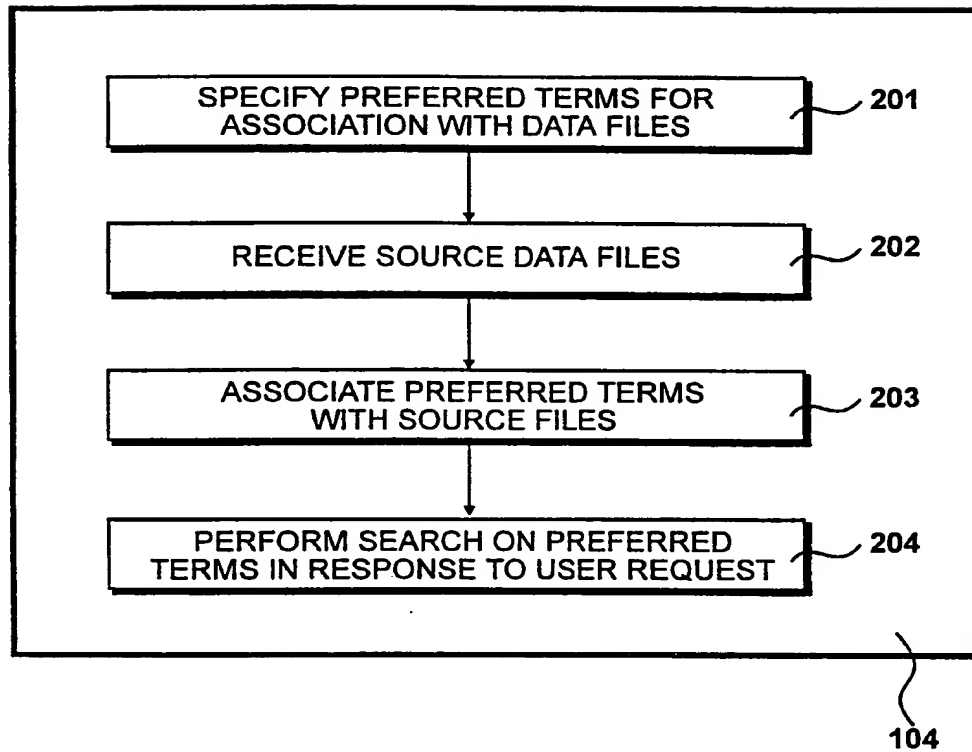 SPECIFY PREFERRED TERMS FOR
ASSOCIATION WITH DATA FILES
201
RECEIVE SOURCE DATA FILES
202
ASSOCIATE PREFERRED TERMS
WITH SOURCE FILES
203
PERFORM SEARCH ON PREFERRED
TERMS IN RESPONSE TO USER REQUEST
204
104